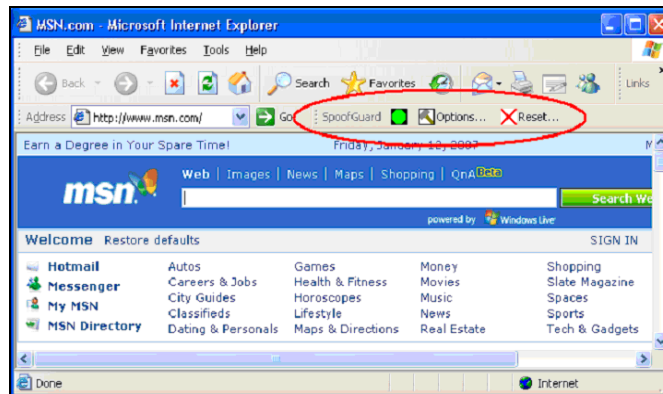 MSN.com - Microsoft Internet Explorer
File Edit View Favorites Tools Help
Back Search Favorites Links
Address http://www.msn.com/ Go SpoofGuard Options... Reset...
Earn a Degree in Your Spare Time! Friday, January 12, 2007 M
msn Web | Images | News | Maps | Shopping | QnA Beta
Search We
powered by Windows Live
Welcome Restore defaults SIGN IN
Hotmail Autos Games Money Shopping
Messenger Careers & Jobs Health & Fitness Movies Slate Magazine
My MSN City Guides Horoscopes Music Spaces
Classifieds Lifestyle News Sports
MSN Directory Dating & Personals Maps & Directions Real Estate Tech & Gadgets
Done Internet